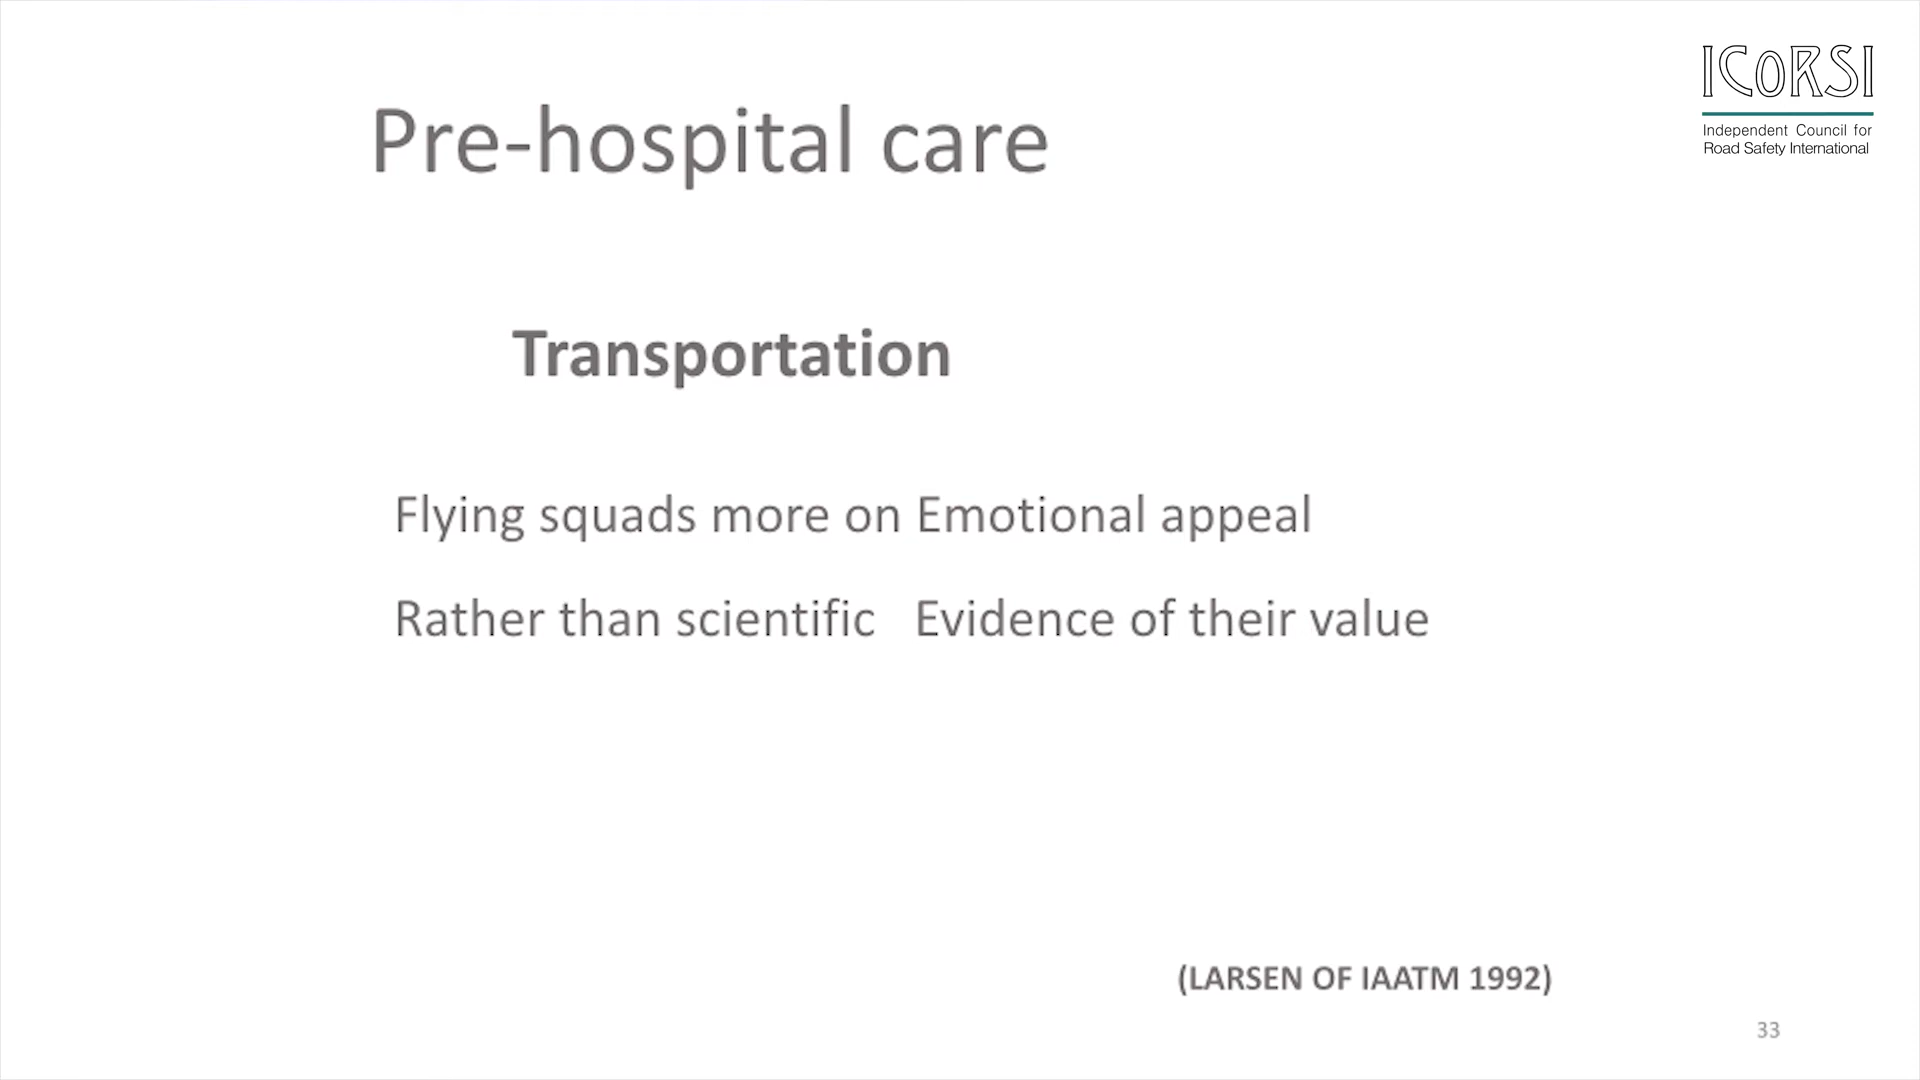 ICORSI
Independent Council for
Road Safety International
Pre-hospital care
Transportation
Flying squads more on Emotional appeal
Rather than scientific Evidence of their value
(LARSEN OF IAATM 1992)
33